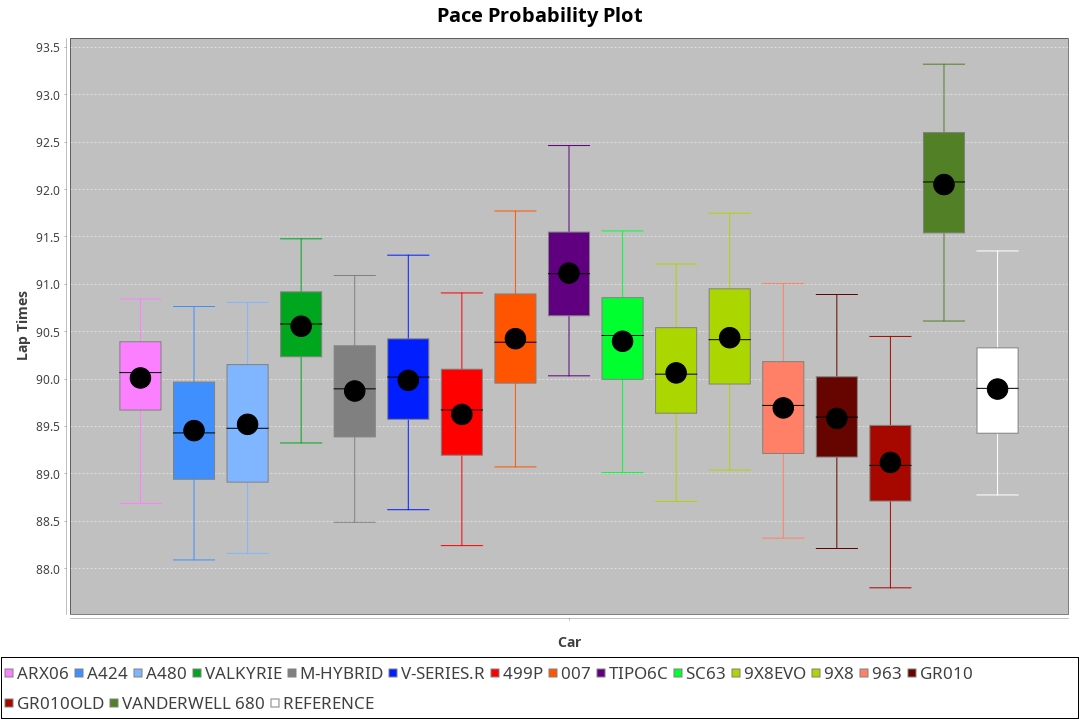 Pace Probability Plot
93.5
93.0
92.5
92.0
91.5
91.0
90.5
90.0
89.5
89.0
88.5
88.0
Lap Times
Car
ARX06 A424 A480 VALKYRIE M-HYBRID V-SERIES.R 499P 007 TIPO6C SC63 9X8EVO 9X8 963 GR010
GR010OLD VANDERWELL 680 REFERENCE